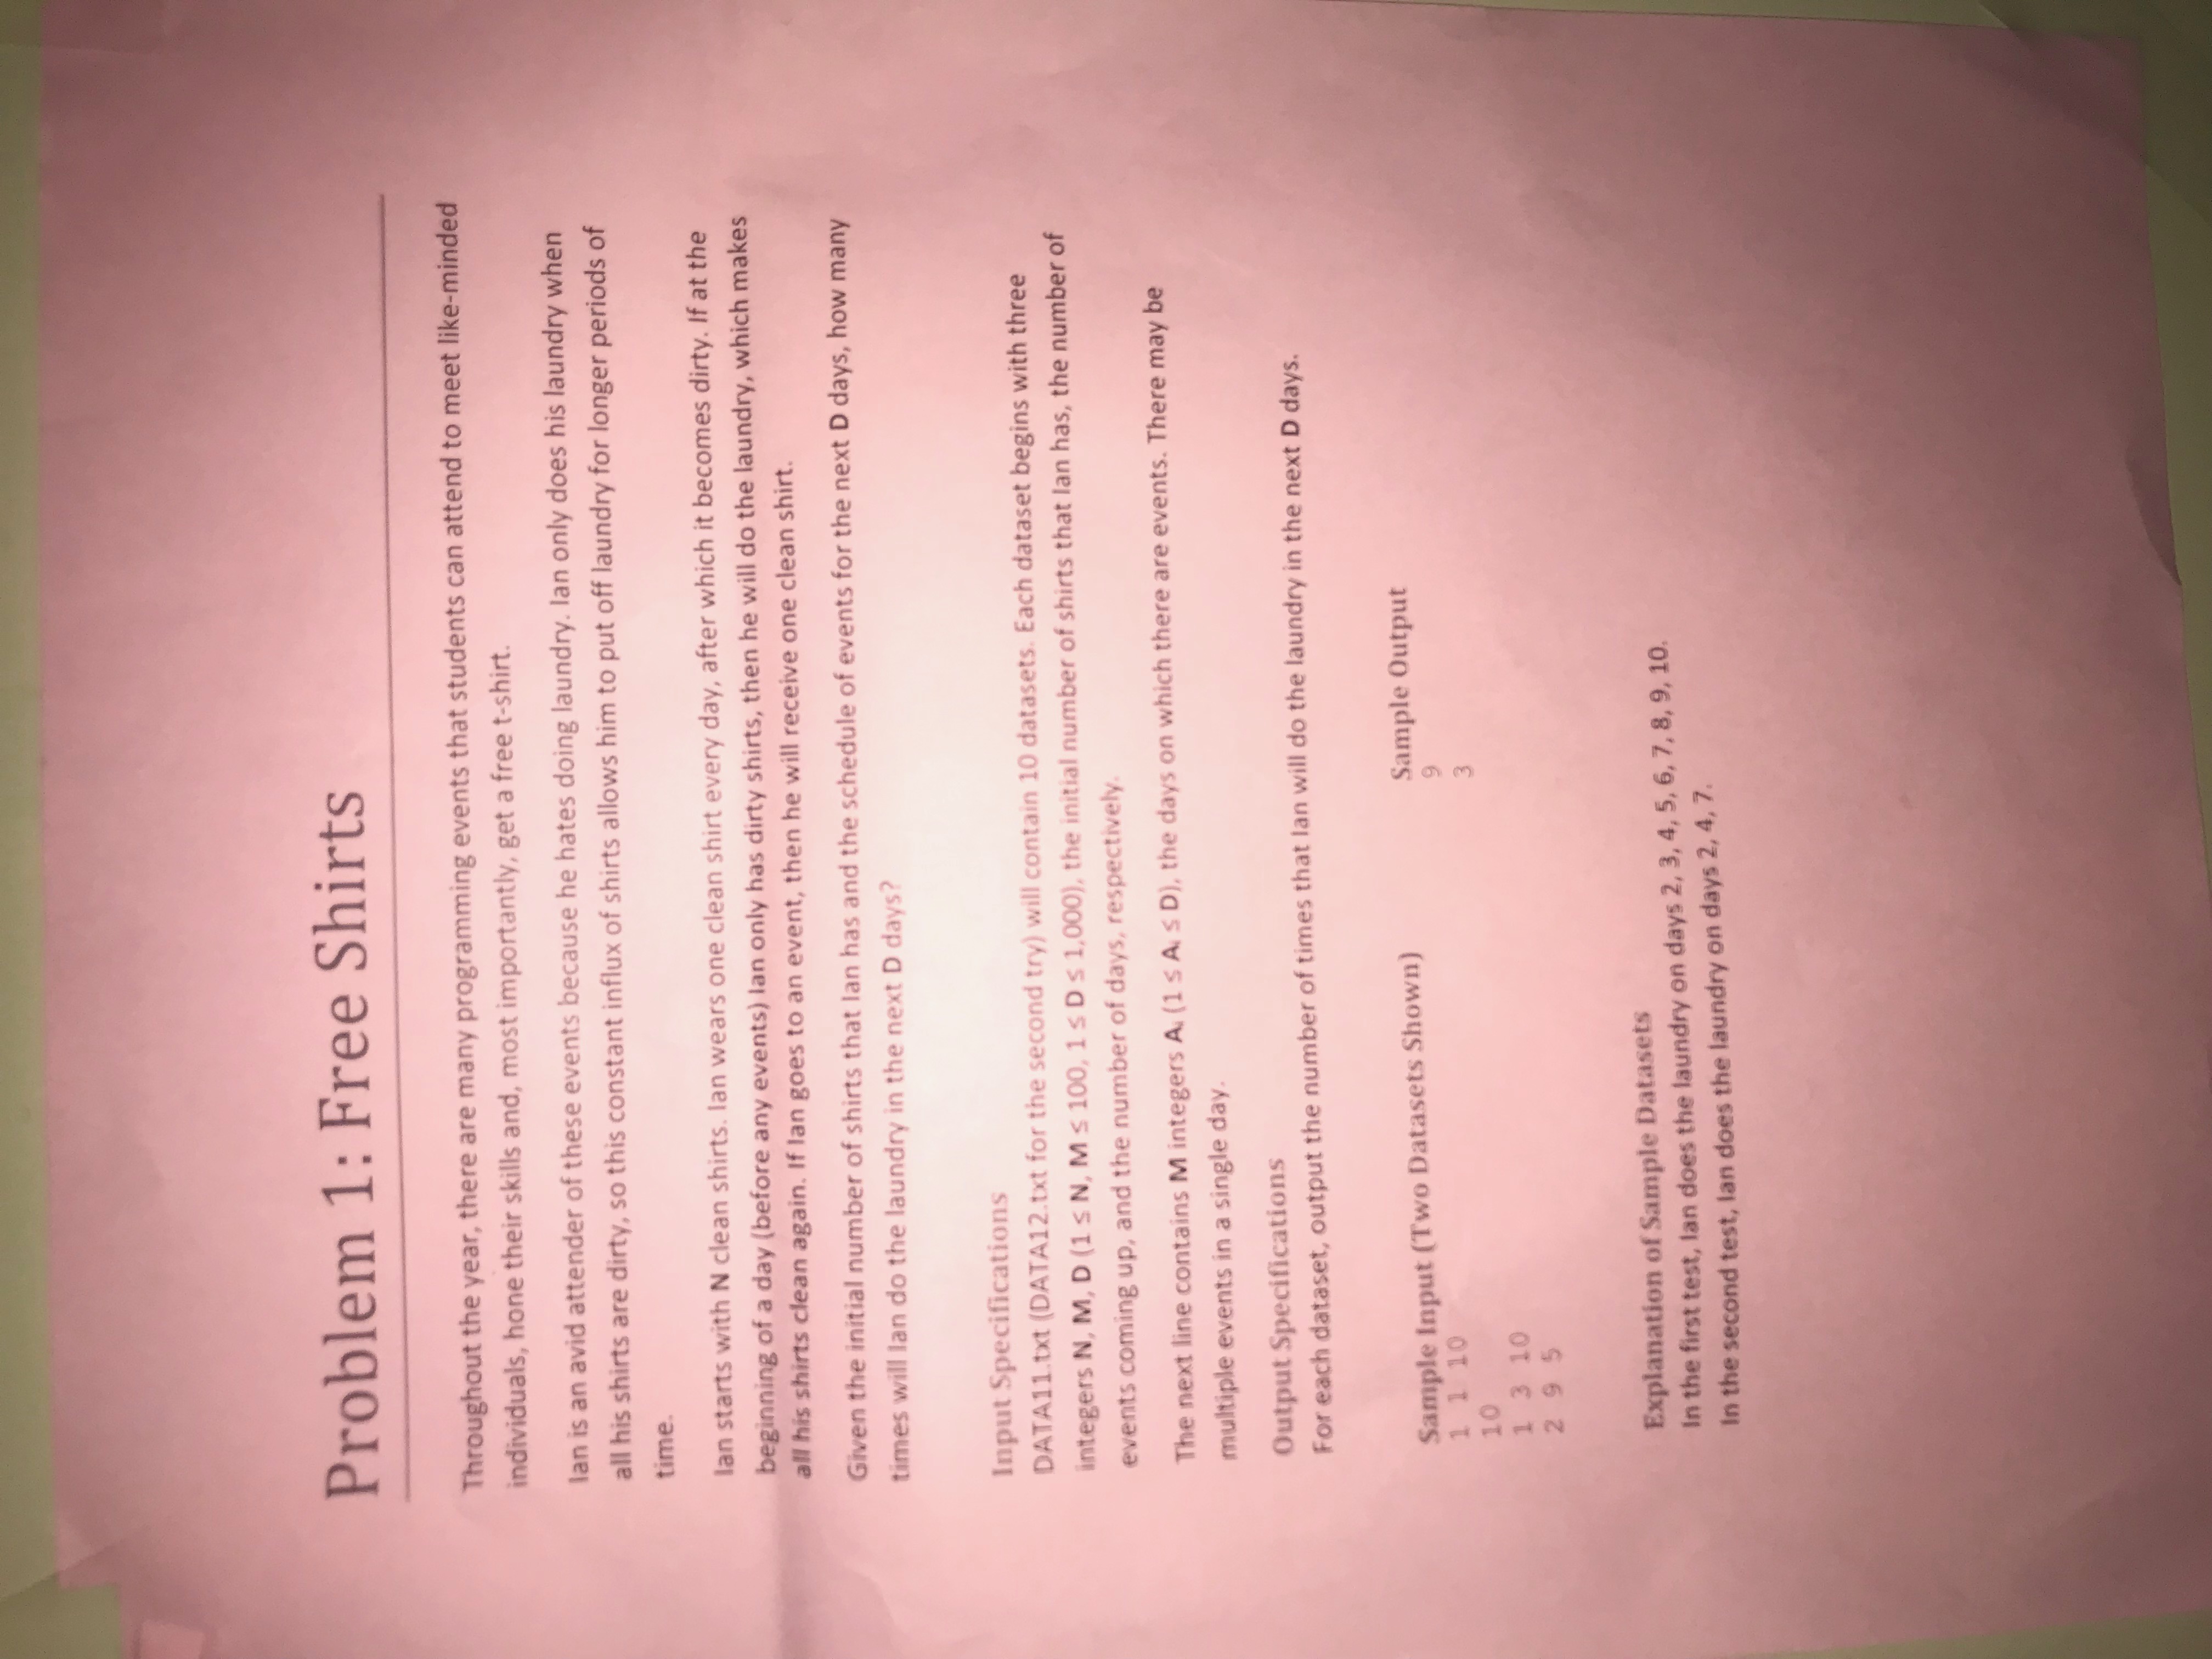 Problem 1: Free Shirts
Throughout the year, there are many programming events that students can attend to meet like-minded
individuals, hone their skills and, most importantly, get a free t-shirt.
Ian is an avid attender of these events because he hates doing laundry. Ian only does his laundry when
all his shirts are dirty, so this constant influx of shirts allows him to put off laundry for longer periods of
time.
Ian starts with N clean shirts. Ian wears one clean shirt every day, after which it becomes dirty. If at the
beginning of a day (before any events) Ian only has dirty shirts, then he will do the laundry, which makes
all his shirts clean again. If Ian goes to an event, then he will receive one clean shirt.
Given the initial number of shirts that Ian has and the schedule of events for the next D days, how many
times will Ian do the laundry in the next D days?
Input Specifications
DATA11.txt (DATA12.txt for the second try) will contain 10 datasets. Each dataset begins with three
integers N, M, D (1 ≤ N, M ≤ 100, 1 ≤ D ≤ 1,000), the initial number of shirts that Ian has, the number of
events coming up, and the number of days, respectively.
The next line contains M integers Aᵢ (1 ≤ Aᵢ ≤ D), the days on which there are events. There may be
multiple events in a single day.
Output Specifications
For each dataset, output the number of times that Ian will do the laundry in the next D days.
Sample Input (Two Datasets Shown)
1 1 10
10
1 3 10
2 9 5
Sample Output
9
3
Explanation of Sample Datasets
In the first test, Ian does the laundry on days 2, 3, 4, 5, 6, 7, 8, 9, 10.
In the second test, Ian does the laundry on days 2, 4, 7.